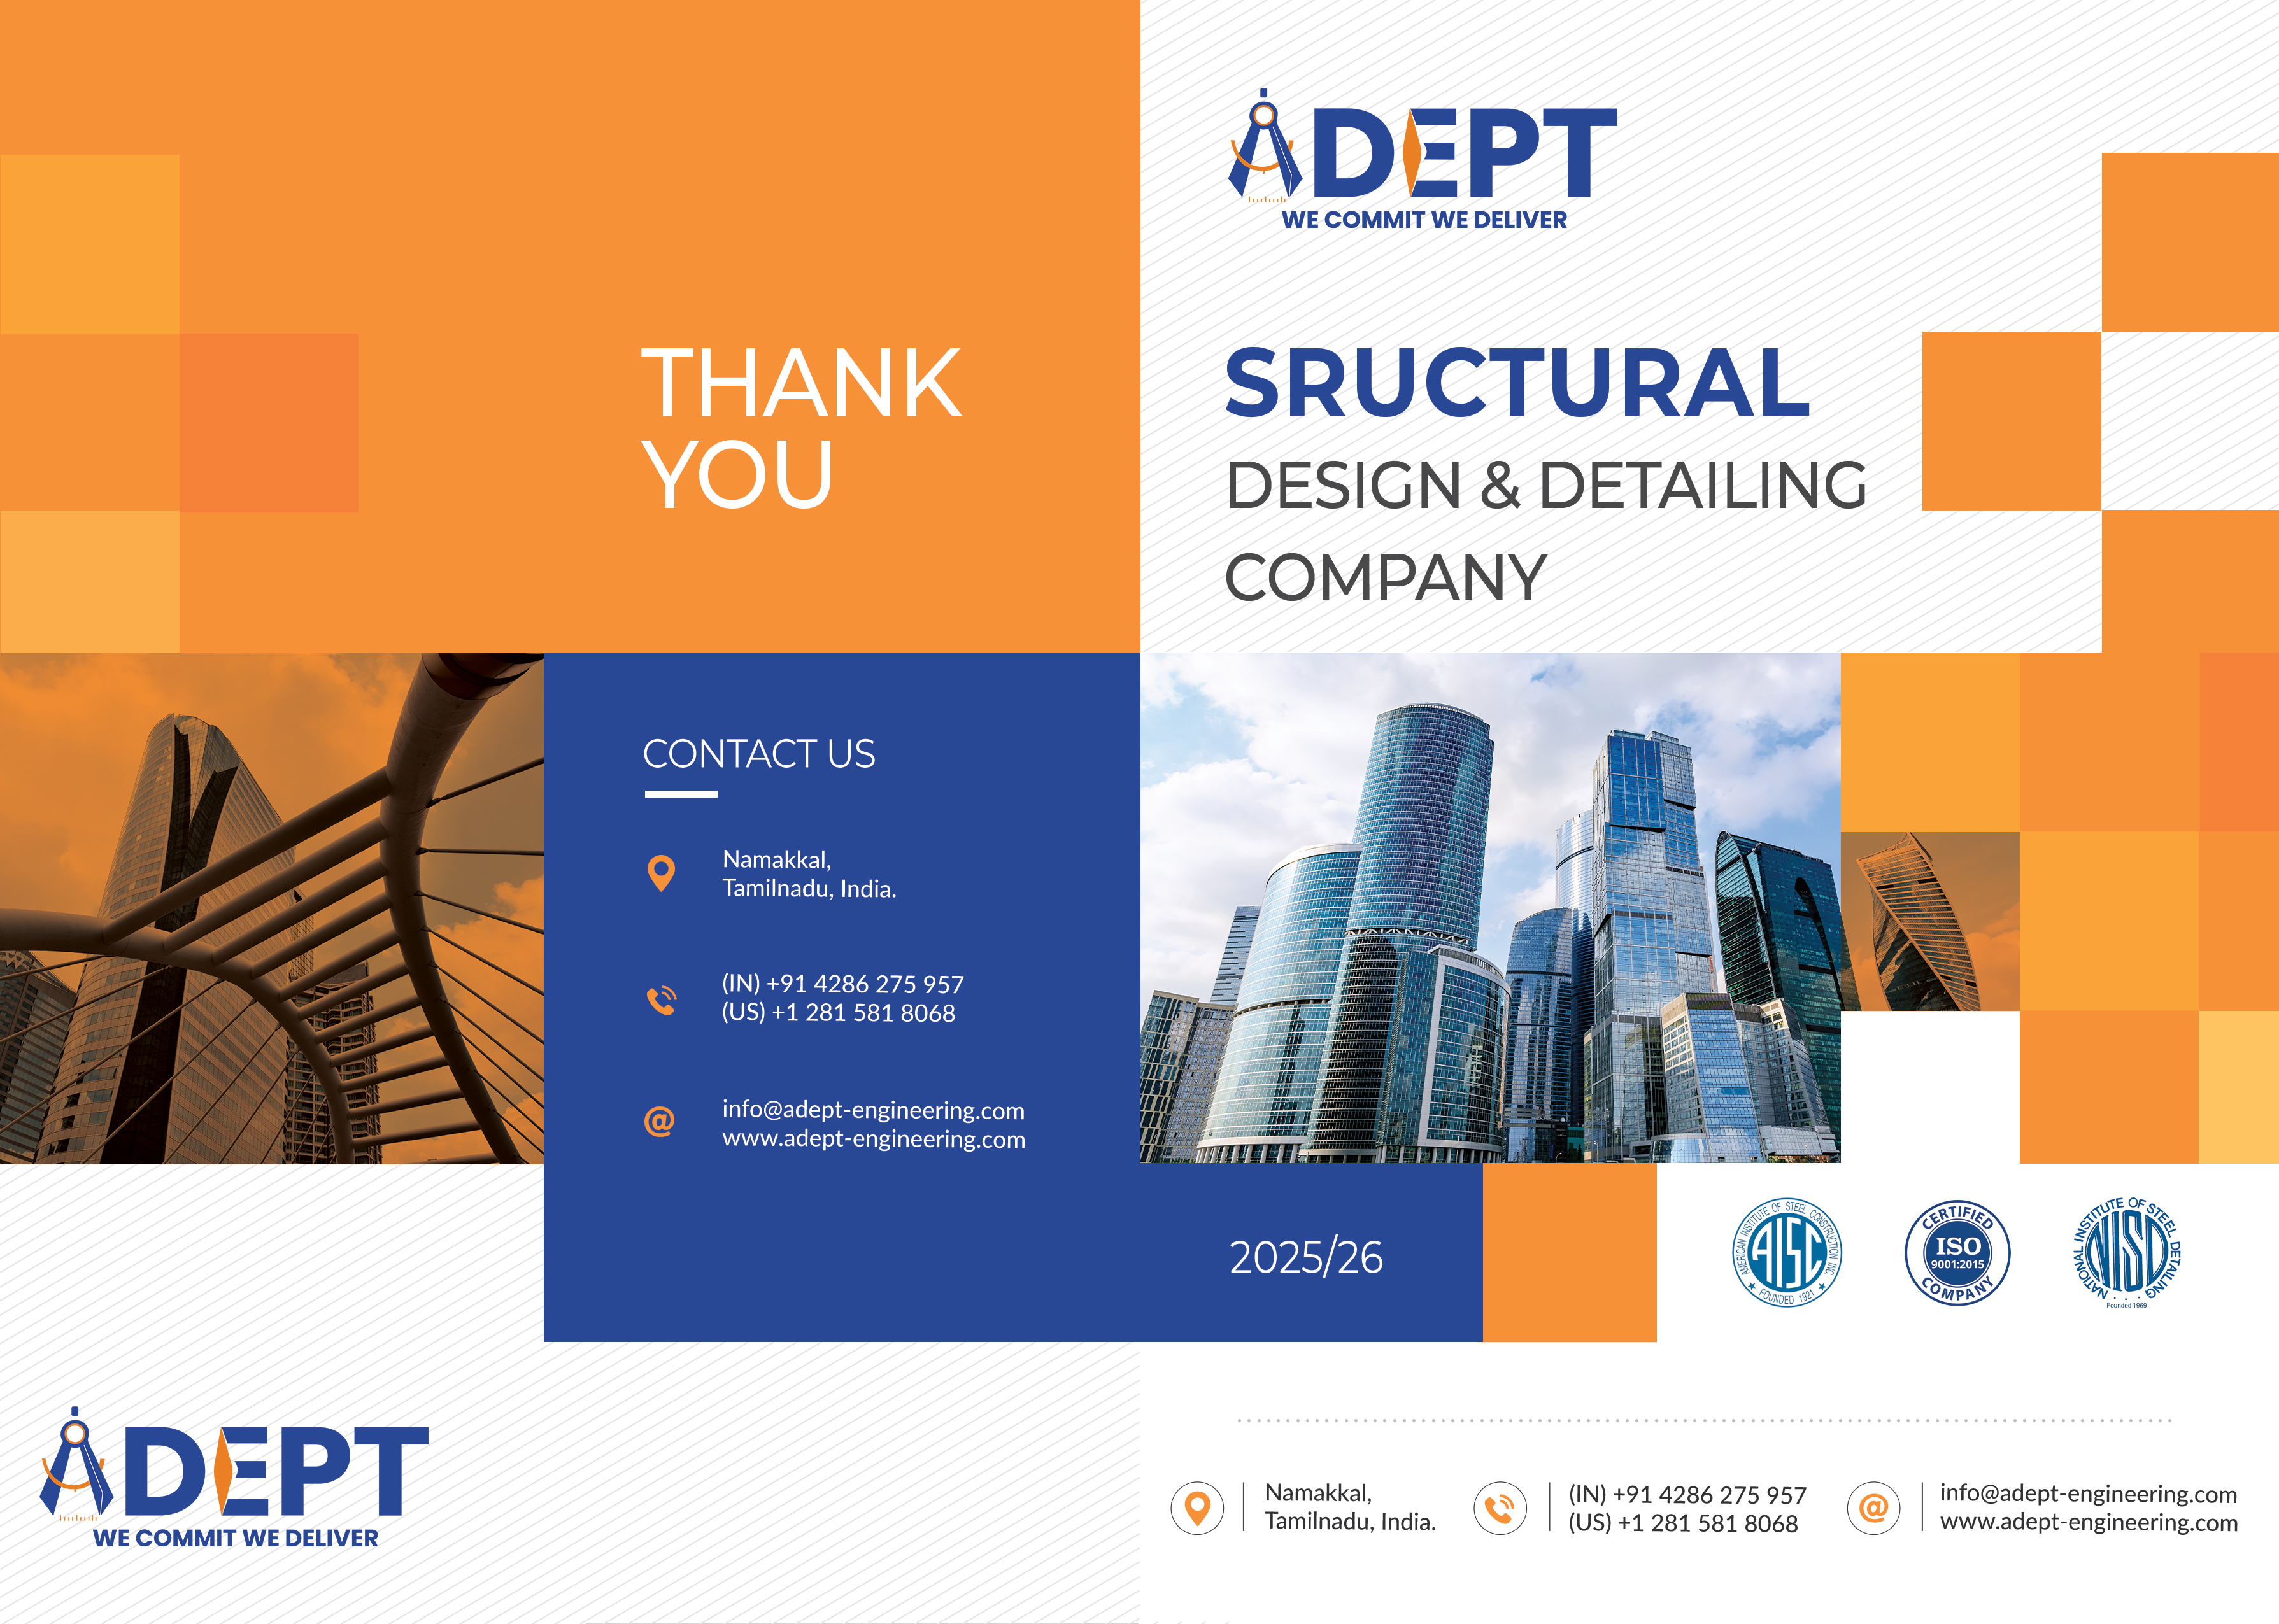 THANK
YOU
CONTACT US
Namakkal,
Tamilnadu, India.
(IN) +91 4286 275 957
(US) +1 281 581 8068
info@adept-engineering.com
www.adept-engineering.com
ADEPT
WE COMMIT WE DELIVER
ADEPT
WE COMMIT WE DELIVER
SRUCTURAL
DESIGN & DETAILING
COMPANY
2025/26
AMERICAN INSTITUTE OF STEEL CONSTRUCTION INC.
AISC
FOUNDED 1921
CERTIFIED
ISO
9001:2015
COMPANY
NATIONAL INSTITUTE OF STEEL DETAILING
NISD
Founded 1969
Namakkal,
Tamilnadu, India.
(IN) +91 4286 275 957
(US) +1 281 581 8068
info@adept-engineering.com
www.adept-engineering.com